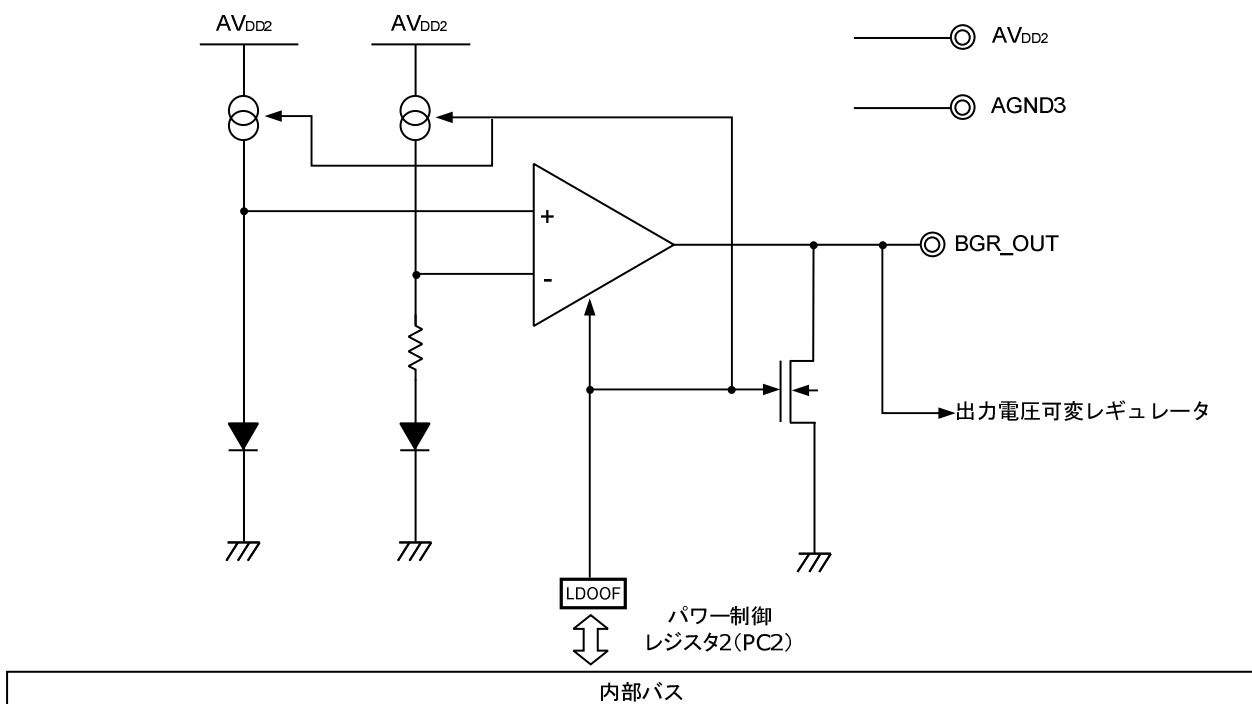 AVDD2
AVDD2
AVDD2
AGND3
+
-
BGR_OUT
出力電圧可変レギュレータ
LDOOF
パワー制御
レジスタ2(PC2)
内部バス